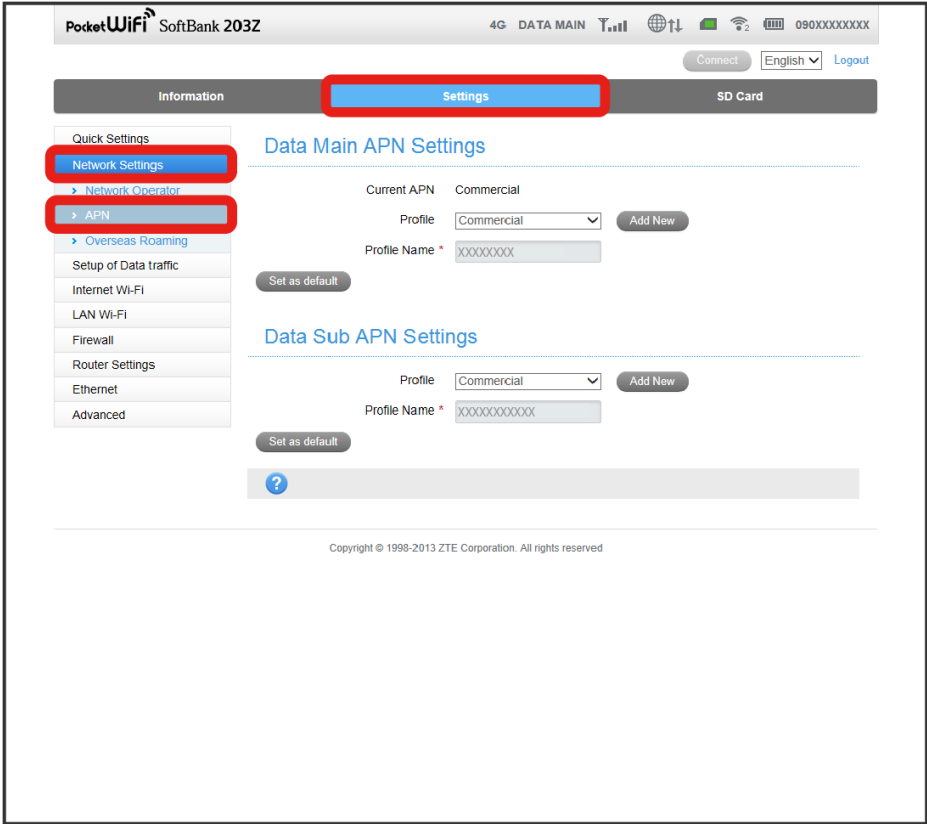 PocketWiFi SoftBank 203Z 4G DATA MAIN 2 090XXXXXXXX
Connect English Logout
Information Settings SD Card
Quick Settings
Network Settings
> Network Operator
> APN
> Overseas Roaming
Setup of Data traffic
Internet Wi-Fi
LAN Wi-Fi
Firewall
Router Settings
Ethernet
Advanced
Data Main APN Settings
Current APN Commercial
Profile Commercial Add New
Profile Name * XXXXXXXX
Set as default
Data Sub APN Settings
Profile Commercial Add New
Profile Name * XXXXXXXXXXX
Set as default
?
Copyright © 1998-2013 ZTE Corporation. All rights reserved